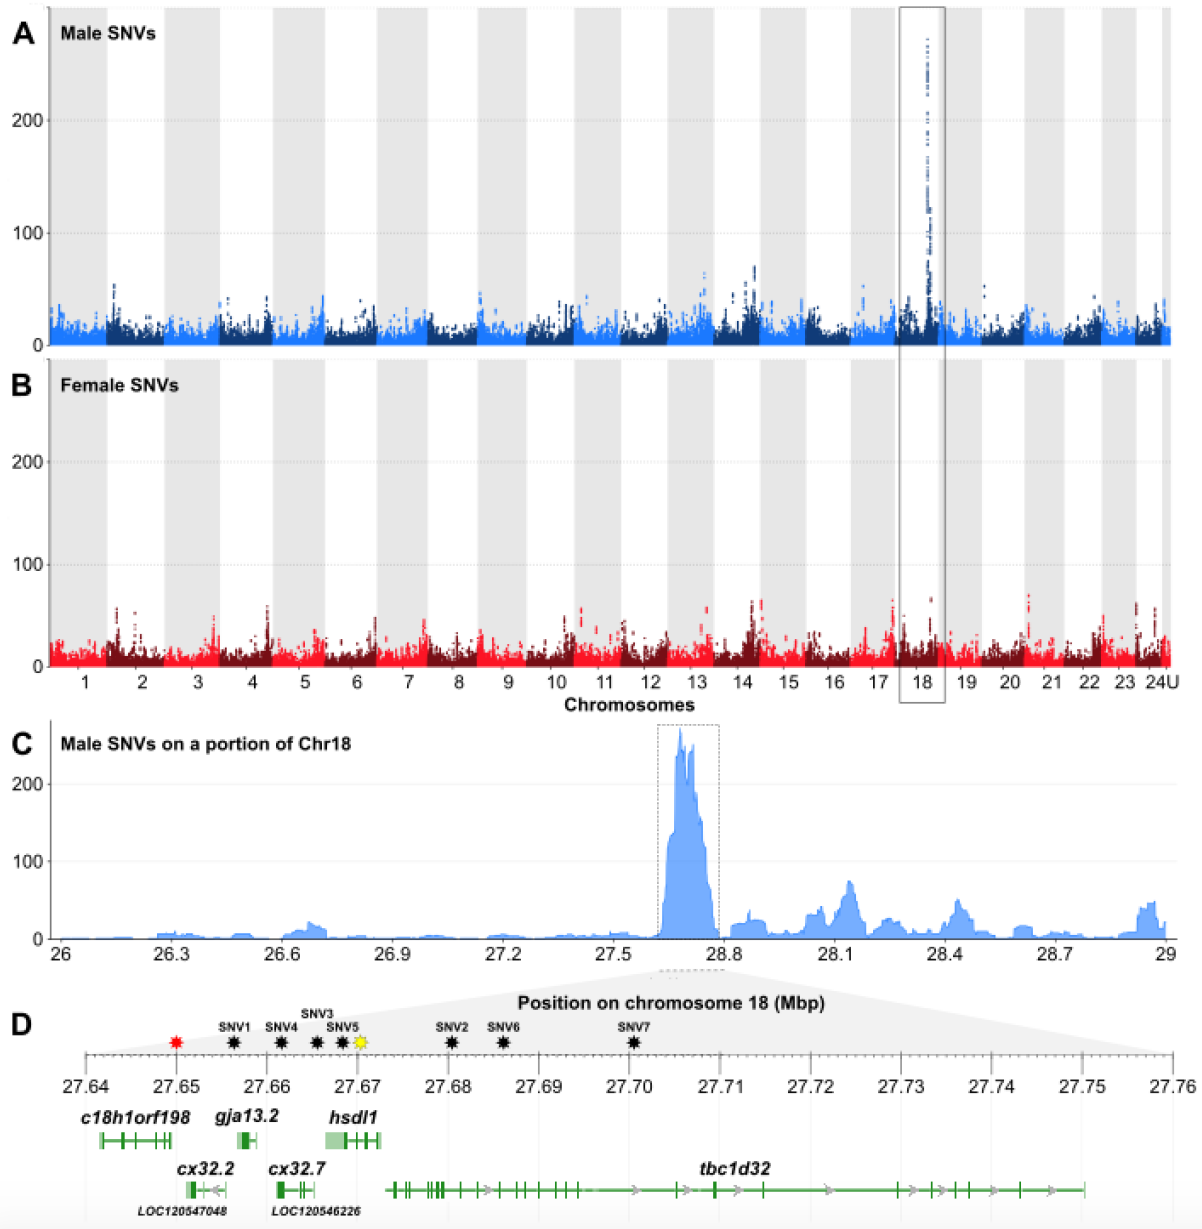 A
Male SNVs
200
100
0
B
Female SNVs
200
100
0
1 2 3 4 5 6 7 8 9 10 11 12 13 14 15 16 17 18 19 20 21 22 23 24U
Chromosomes
C
Male SNVs on a portion of Chr18
200
100
0
26 26.3 26.6 26.9 27.2 27.5 28.8 28.1 28.4 28.7 29
Position on chromosome 18 (Mbp)
D
SNV3
SNV1 SNV4 SNV5 SNV2 SNV6 SNV7
27.64 27.65 27.66 27.67 27.68 27.69 27.70 27.71 27.72 27.73 27.74 27.75 27.76
c18h1orf198 gja13.2 hsdl1
cx32.2 cx32.7 tbc1d32
LOC120547048 LOC120546226